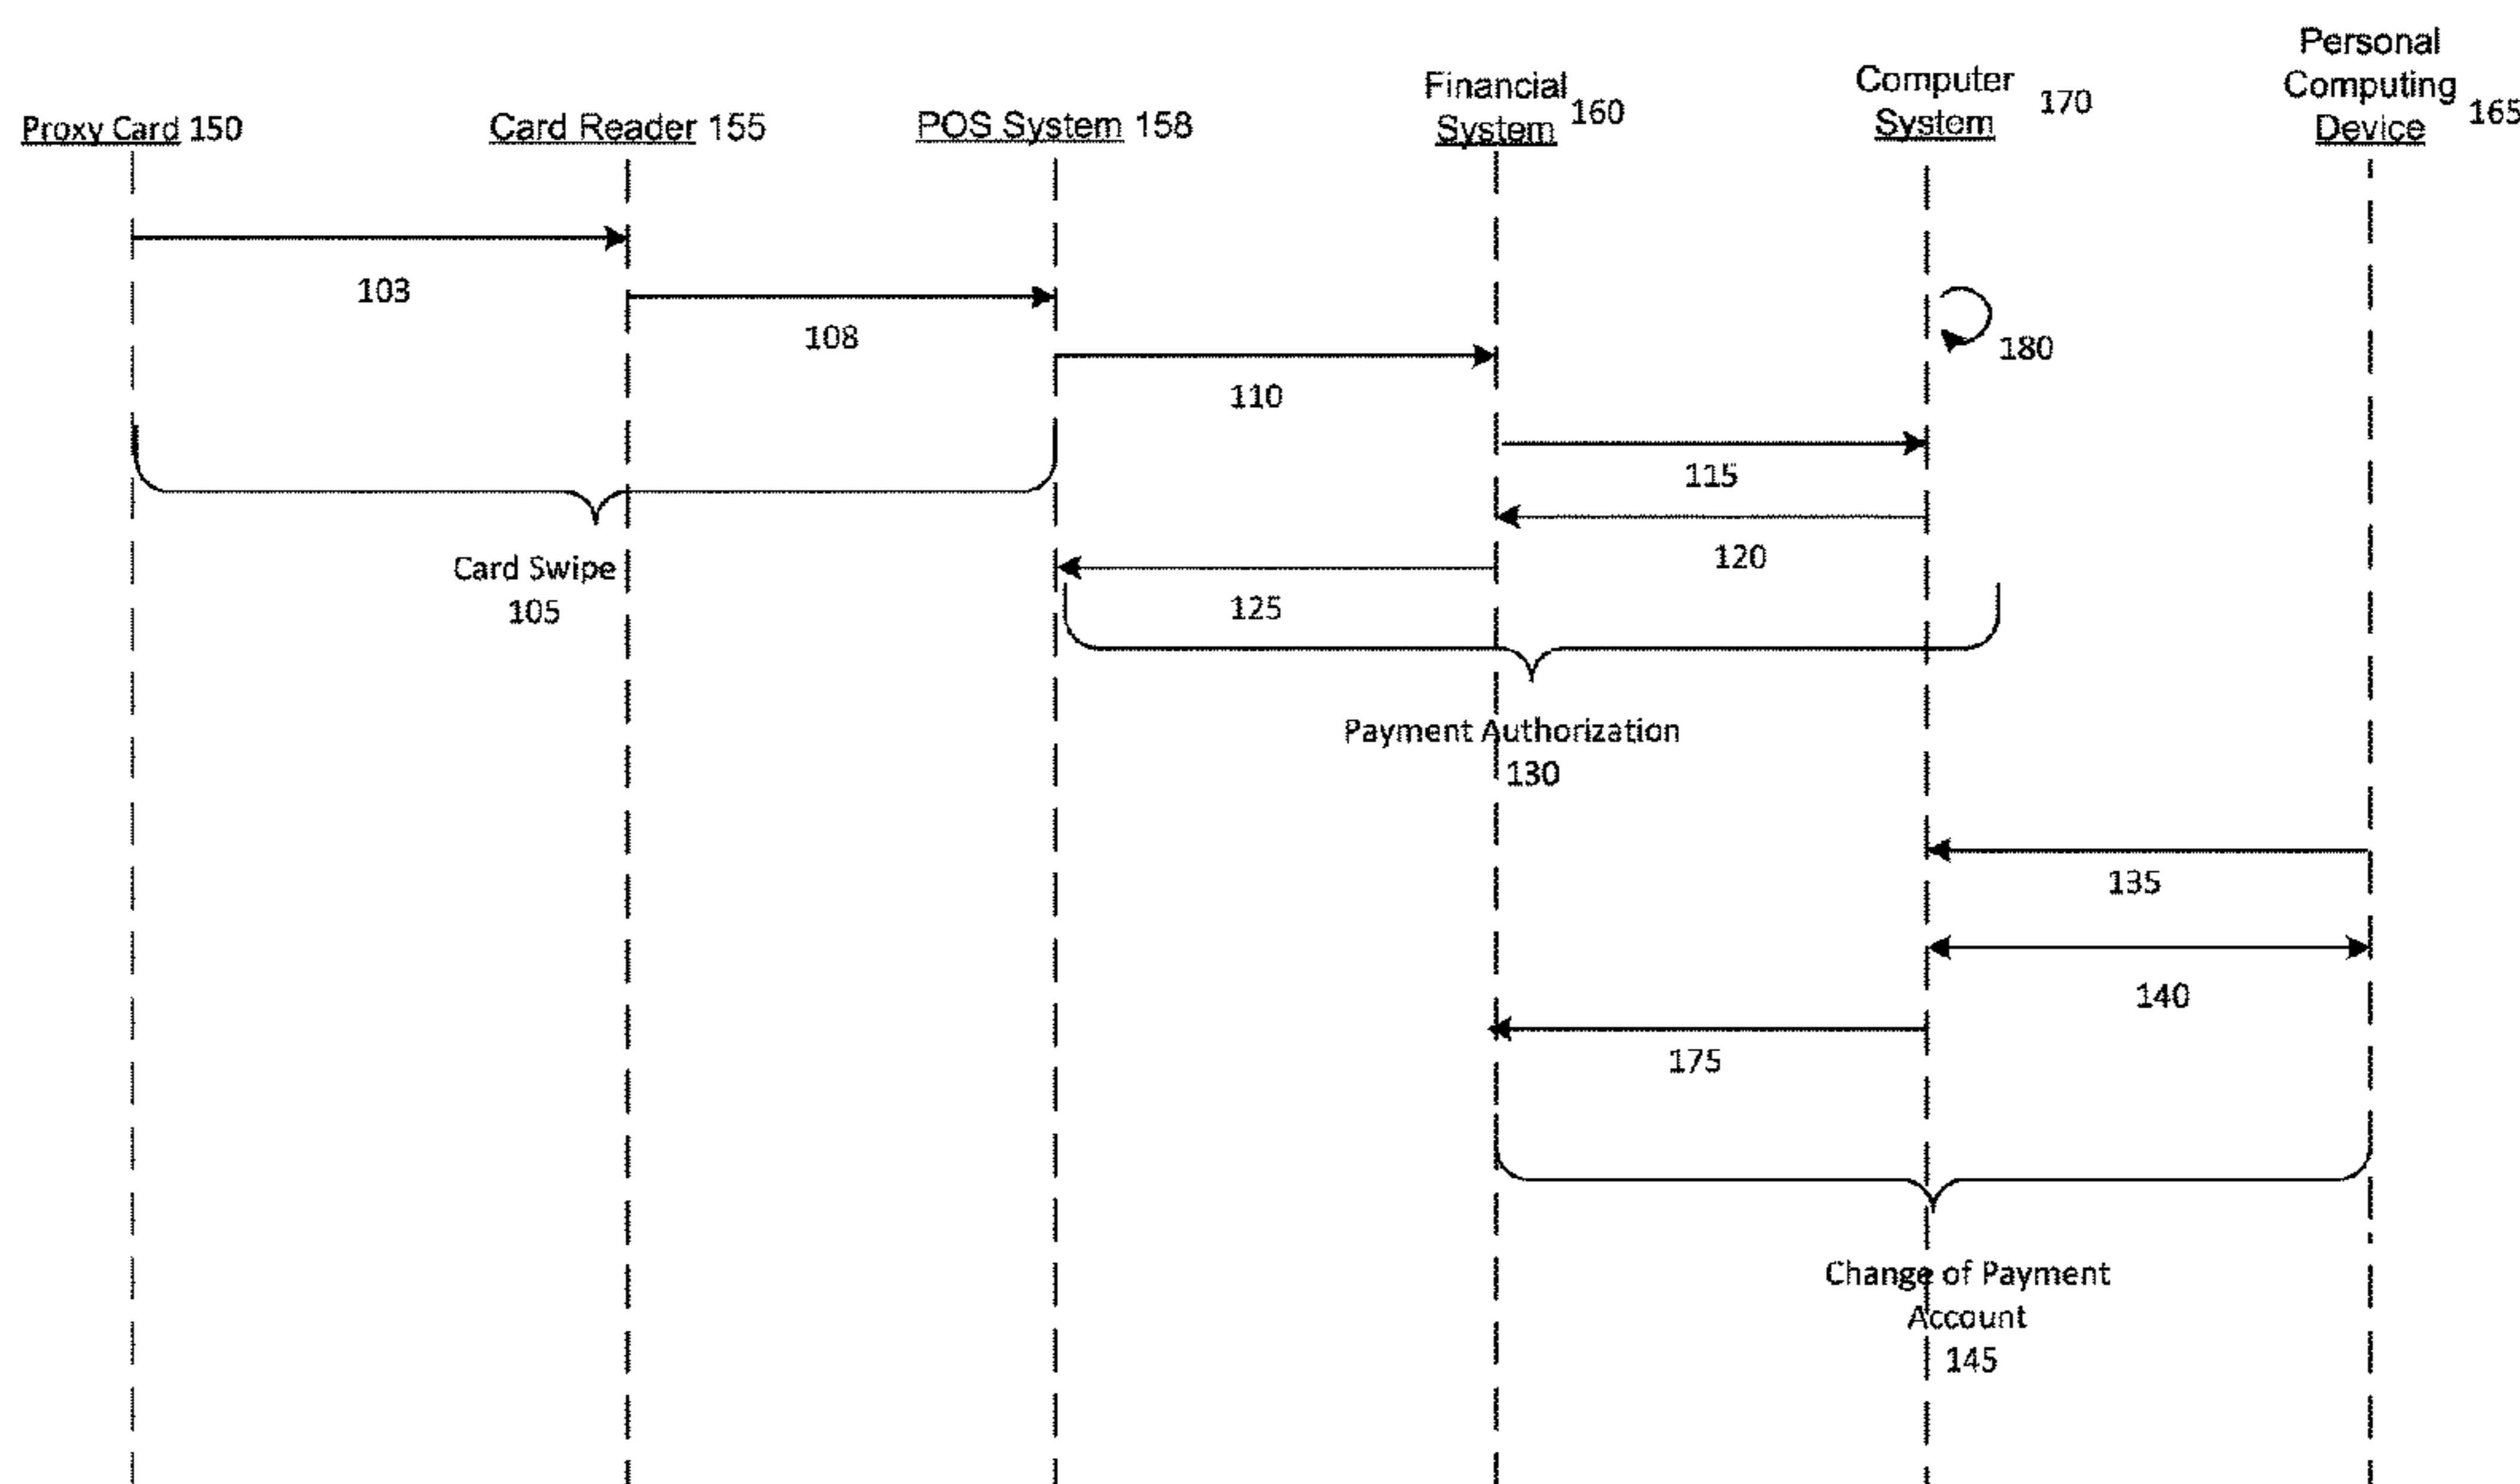 Proxy Card 150
Card Reader 155
POS System 158
Financial
System 160
Computer
System 170
Personal
Computing
Device 165
103
108
180
110
115
120
Card Swipe
105
125
Payment Authorization
130
135
140
175
Change of Payment
Account
145